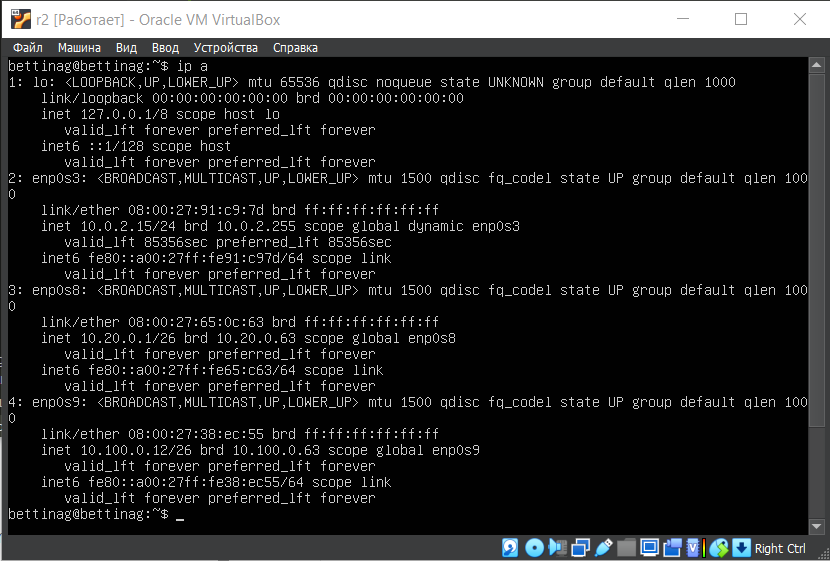 r2 [Работает] - Oracle VM VirtualBox
Файл Машина Вид Ввод Устройства Справка
bettinag@bettinag:~$ ip a
1: lo: <LOOPBACK,UP,LOWER_UP> mtu 65536 qdisc noqueue state UNKNOWN group default qlen 1000
    link/loopback 00:00:00:00:00:00 brd 00:00:00:00:00:00
    inet 127.0.0.1/8 scope host lo
       valid_lft forever preferred_lft forever
    inet6 ::1/128 scope host
       valid_lft forever preferred_lft forever
2: enp0s3: <BROADCAST,MULTICAST,UP,LOWER_UP> mtu 1500 qdisc fq_codel state UP group default qlen 100
0
    link/ether 08:00:27:91:c9:7d brd ff:ff:ff:ff:ff:ff
    inet 10.0.2.15/24 brd 10.0.2.255 scope global dynamic enp0s3
       valid_lft 85356sec preferred_lft 85356sec
    inet6 fe80::a00:27ff:fe91:c97d/64 scope link
       valid_lft forever preferred_lft forever
3: enp0s8: <BROADCAST,MULTICAST,UP,LOWER_UP> mtu 1500 qdisc fq_codel state UP group default qlen 100
0
    link/ether 08:00:27:65:0c:63 brd ff:ff:ff:ff:ff:ff
    inet 10.20.0.1/26 brd 10.20.0.63 scope global enp0s8
       valid_lft forever preferred_lft forever
    inet6 fe80::a00:27ff:fe65:c63/64 scope link
       valid_lft forever preferred_lft forever
4: enp0s9: <BROADCAST,MULTICAST,UP,LOWER_UP> mtu 1500 qdisc fq_codel state UP group default qlen 100
0
    link/ether 08:00:27:38:ec:55 brd ff:ff:ff:ff:ff:ff
    inet 10.100.0.12/26 brd 10.100.0.63 scope global enp0s9
       valid_lft forever preferred_lft forever
    inet6 fe80::a00:27ff:fe38:ec55/64 scope link
       valid_lft forever preferred_lft forever
bettinag@bettinag:~$ _
Right Ctrl